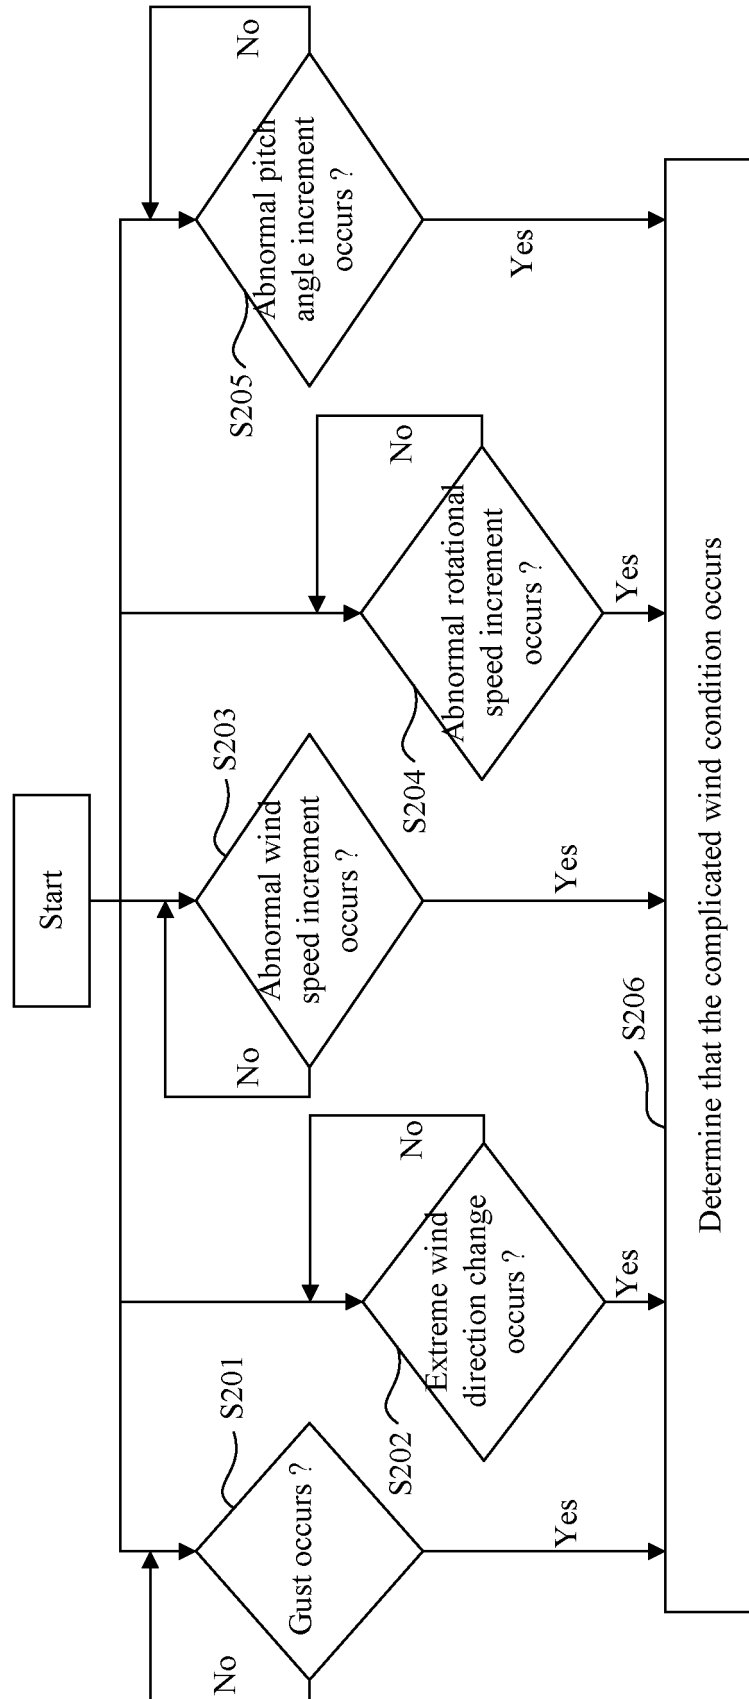 Start
No
Gust occurs ?
S201
Yes
Extreme wind
direction change
occurs ?
S202
No
Yes
No
Abnormal wind
speed increment
occurs ?
S203
Yes
Abnormal rotational
speed increment
occurs ?
S204
No
Yes
Abnormal pitch
angle increment
occurs ?
S205
No
Yes
S206
Determine that the complicated wind condition occurs